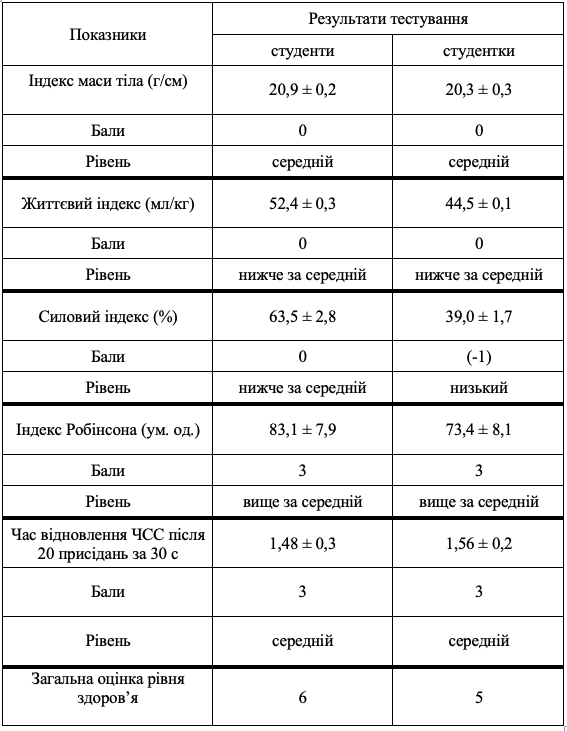 Показники
Результати тестування
студенти
студентки
Індекс маси тіла (г/см)
20,9 ± 0,2
20,3 ± 0,3
Бали
0
0
Рівень
середній
середній
Життєвий індекс (мл/кг)
52,4 ± 0,3
44,5 ± 0,1
Бали
0
0
Рівень
нижче за середній
нижче за середній
Силовий індекс (%)
63,5 ± 2,8
39,0 ± 1,7
Бали
0
(-1)
Рівень
нижче за середній
низький
Індекс Робінсона (ум. од.)
83,1 ± 7,9
73,4 ± 8,1
Бали
3
3
Рівень
вище за середній
вище за середній
Час відновлення ЧСС після
20 присідань за 30 с
1,48 ± 0,3
1,56 ± 0,2
Бали
3
3
Рівень
середній
середній
Загальна оцінка рівня
здоров’я
6
5